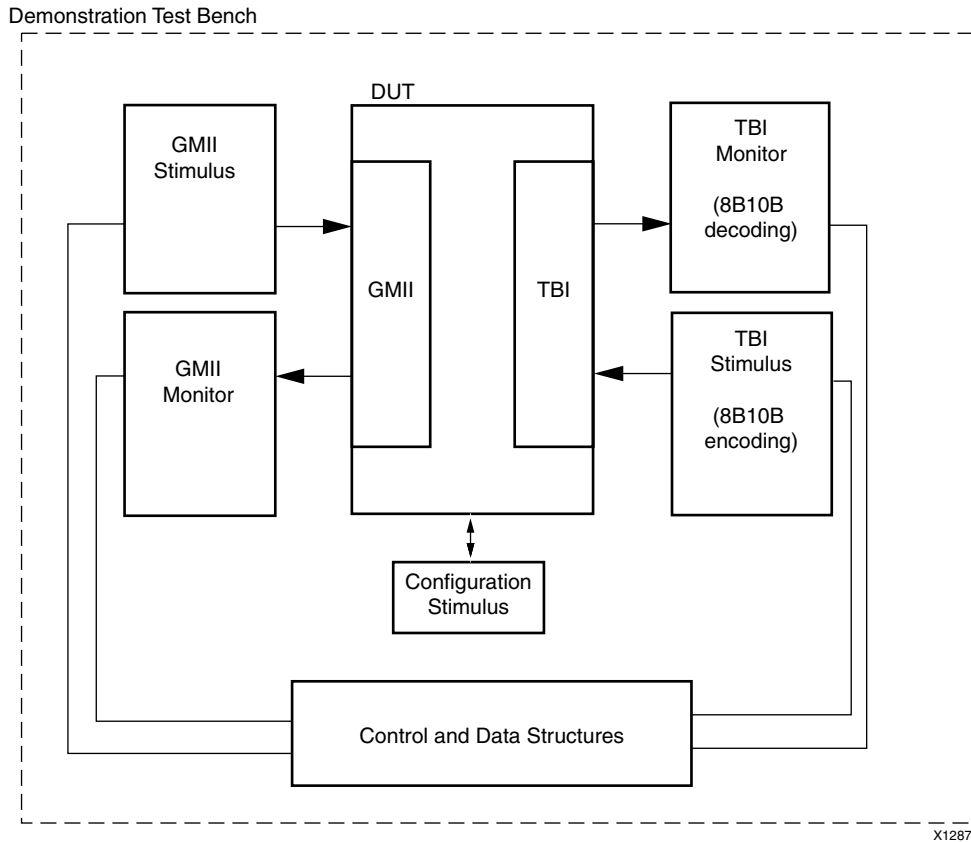 Demonstration Test Bench
DUT
GMII
Stimulus
TBI
Monitor
(8B10B
decoding)
GMII
TBI
GMII
Monitor
TBI
Stimulus
(8B10B
encoding)
Configuration
Stimulus
Control and Data Structures
X1287